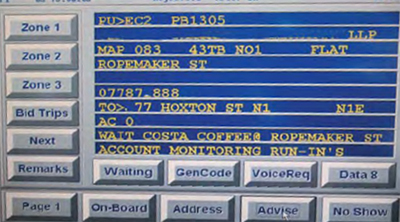 PU>EC2 PB1305
LLP
MAP 083 43TB NO1 FLAT
ROPEMAKER ST
07787.888
TO>.77 HOXTON ST N1 N1E
AC 0
WAIT COSTA COFFEE@ ROPEMAKER ST
ACCOUNT MONITORING RUN-IN'S
Zone 1
Zone 2
Zone 3
Bid Trips
Next
Remarks
Waiting
GenCode
VoiceReq
Data 8
Page 1
On-Board
Address
Advise
No Show